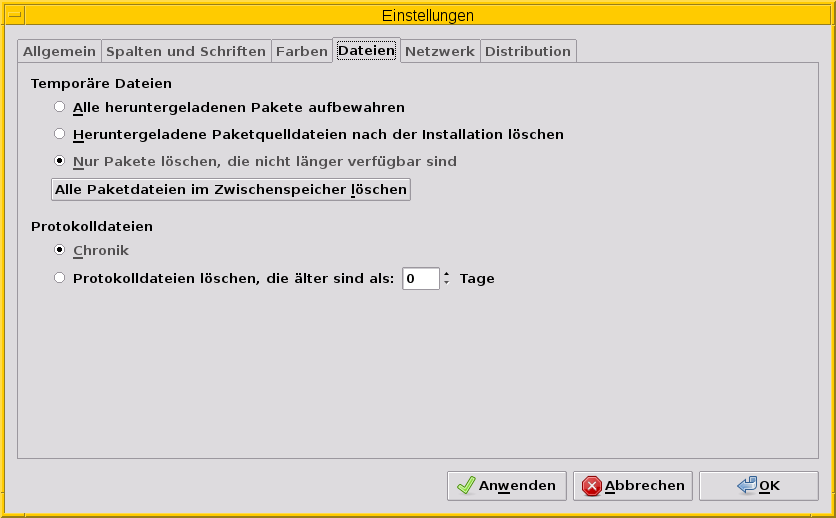 Einstellungen
Allgemein Spalten und Schriften Farben Dateien Netzwerk Distribution
Temporäre Dateien
Alle heruntergeladenen Pakete aufbewahren
Heruntergeladene Paketquelldateien nach der Installation löschen
Nur Pakete löschen, die nicht länger verfügbar sind
Alle Paketdateien im Zwischenspeicher löschen
Protokolldateien
Chronik
Protokolldateien löschen, die älter sind als: 0 Tage
Anwenden Abbrechen OK